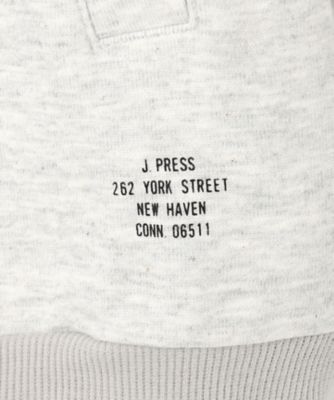 J. PRESS
262 YORK STREET
NEW HAVEN
CONN. 06511